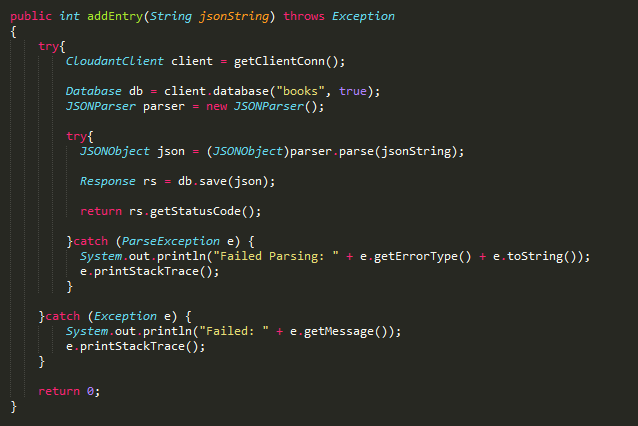 public int addEntry(String jsonString) throws Exception
{
    try{
        CloudantClient client = getClientConn();

        Database db = client.database("books", true);
        JSONParser parser = new JSONParser();

        try{
          JSONObject json = (JSONObject)parser.parse(jsonString);

          Response rs = db.save(json);

          return rs.getStatusCode();

        }catch (ParseException e) {
          System.out.println("Failed Parsing: " + e.getErrorType() + e.toString());
          e.printStackTrace();
        }

    }catch (Exception e) {
        System.out.println("Failed: " + e.getMessage());
        e.printStackTrace();
    }

    return 0;
}